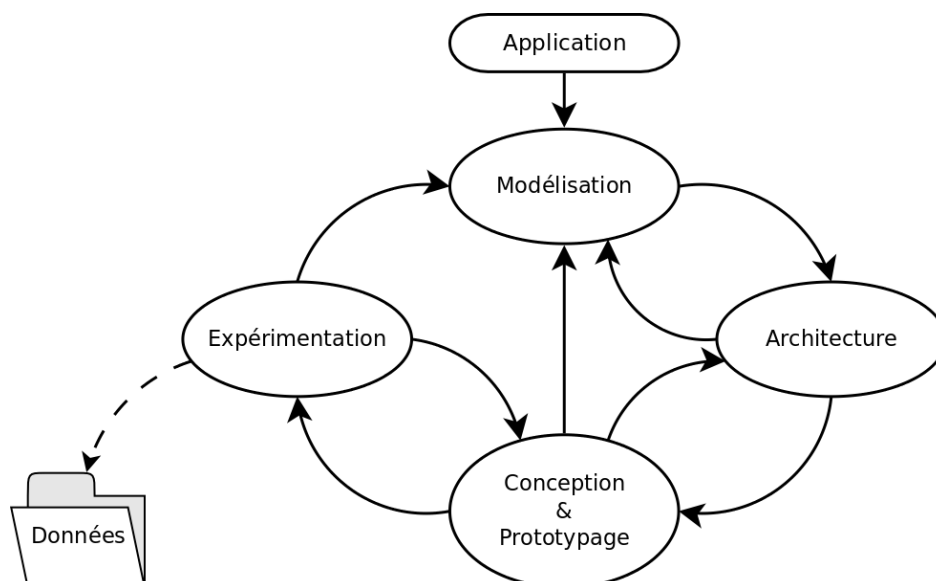 Application
Modélisation
Expérimentation
Architecture
Conception
&
Prototypage
Données